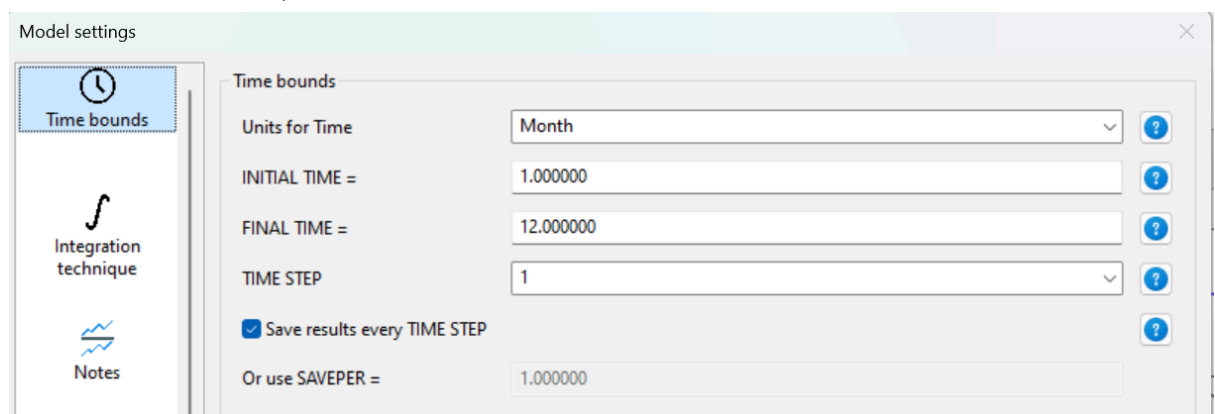 Model settings
Time bounds
Integration
technique
Notes
Time bounds
Units for Time Month
INITIAL TIME = 1.000000
FINAL TIME = 12.000000
TIME STEP 1
Save results every TIME STEP
Or use SAVEPER = 1.000000